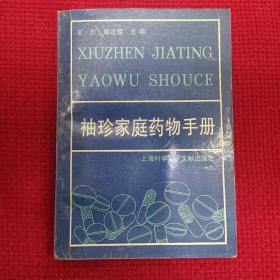 王 主编
XIUZHEN JIATING
YAOWU SHOUCE
袖珍家庭药物手册
上海科学技术文献出版社